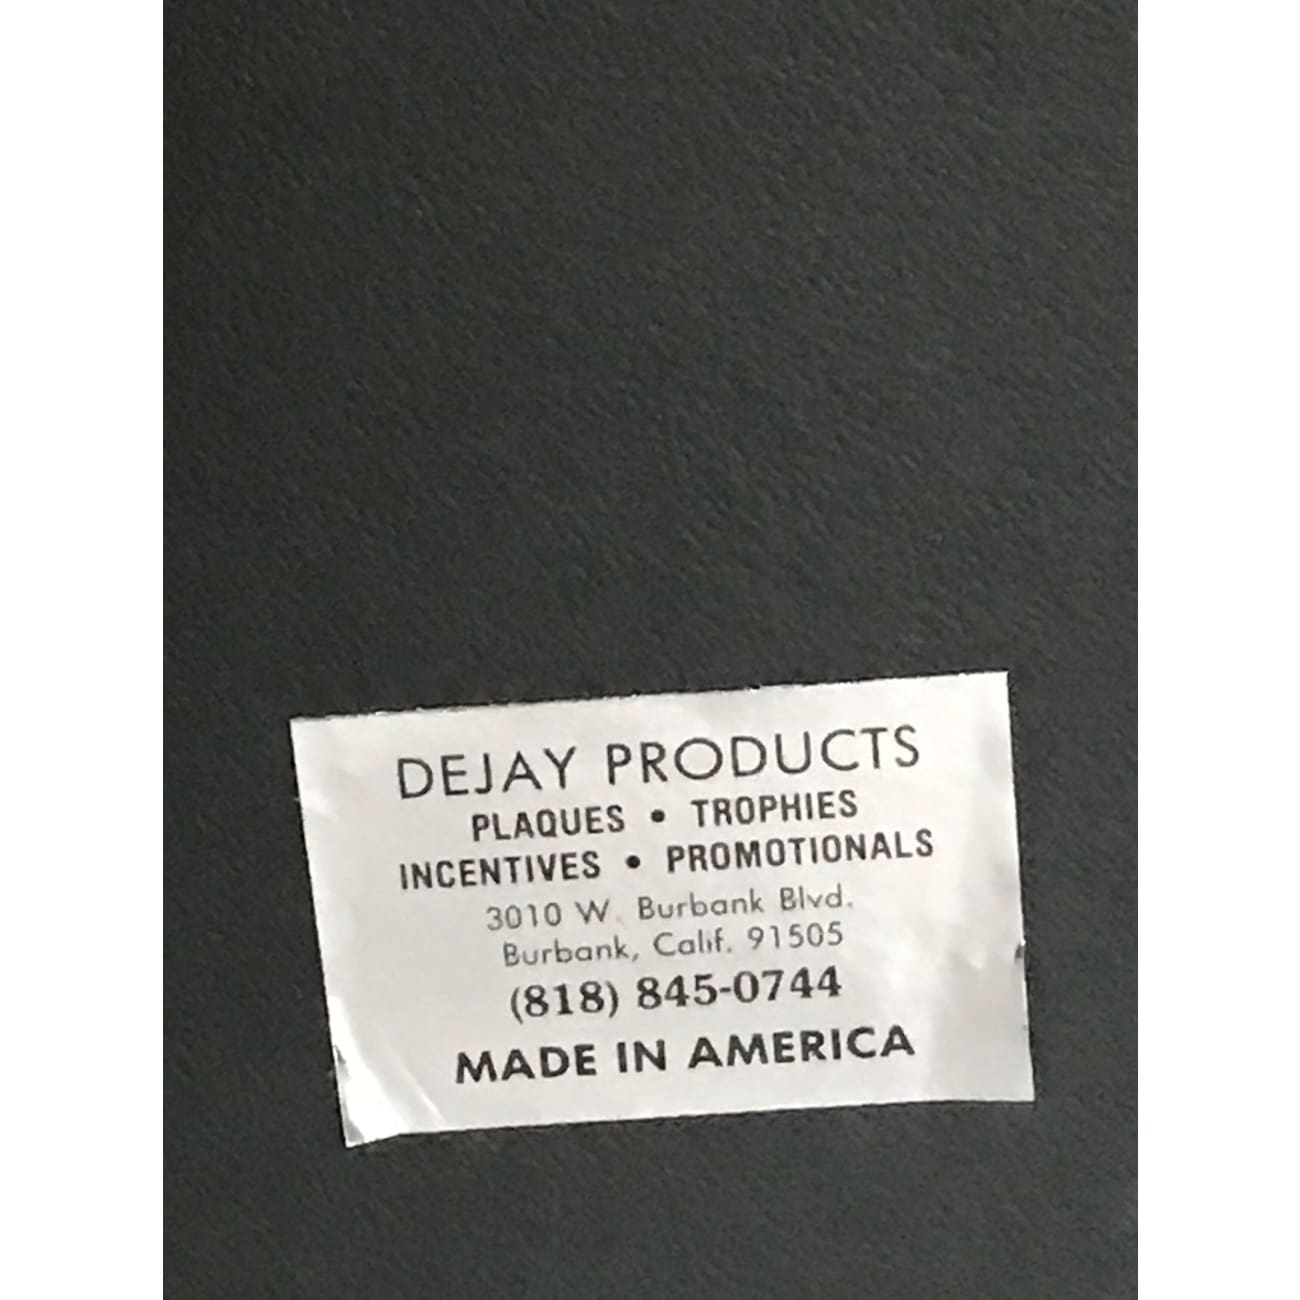 DEJAY PRODUCTS
PLAQUES • TROPHIES
INCENTIVES • PROMOTIONALS
3010 W. Burbank Blvd.
Burbank, Calif. 91505
(818) 845-0744
MADE IN AMERICA